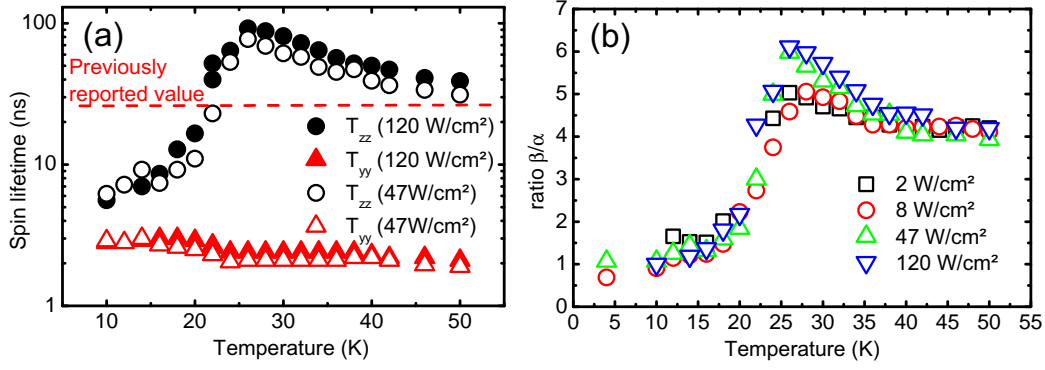 (a)
Previously
reported value
T_zz (120 W/cm²)
T_yy (120 W/cm²)
T_zz (47W/cm²)
T_yy (47W/cm²)
100
10
1
Spin lifetime (ns)
10 20 30 40 50
Temperature (K)
(b)
2 W/cm²
8 W/cm²
47 W/cm²
120 W/cm²
7
6
5
4
3
2
1
0
ratio β/α
0 5 10 15 20 25 30 35 40 45 50 55
Temperature (K)